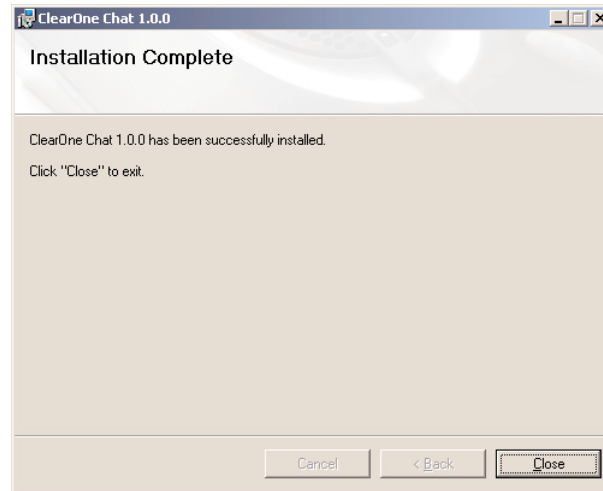 ClearOne Chat 1.0.0
Installation Complete
ClearOne Chat 1.0.0 has been successfully installed.
Click "Close" to exit.
Cancel
< Back
Close